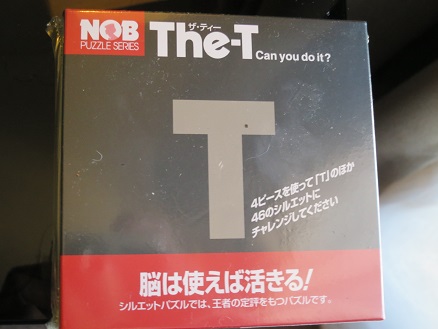 NOB
PUZZLE SERIES
ザ・ティー
The-T
Can you do it?
T
4ピースを使って「T」のほか
46のシルエットに
チャレンジしてください
脳は使えば活きる!
シルエットパズルでは、王者の定評をもつパズルです。